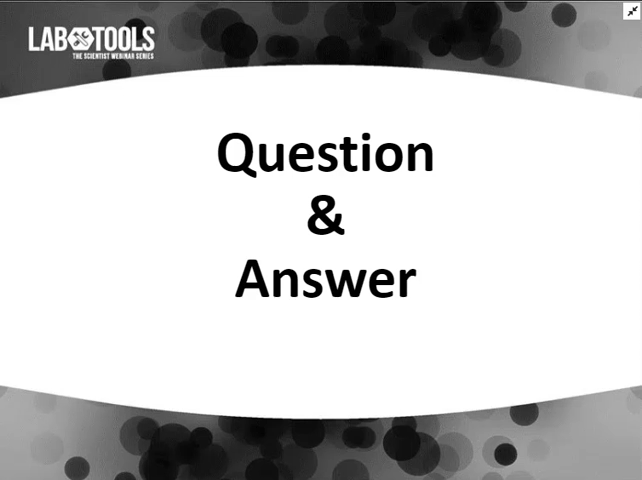 LAB TOOLS
THE SCIENTIST WEBINAR SERIES
Question
&
Answer